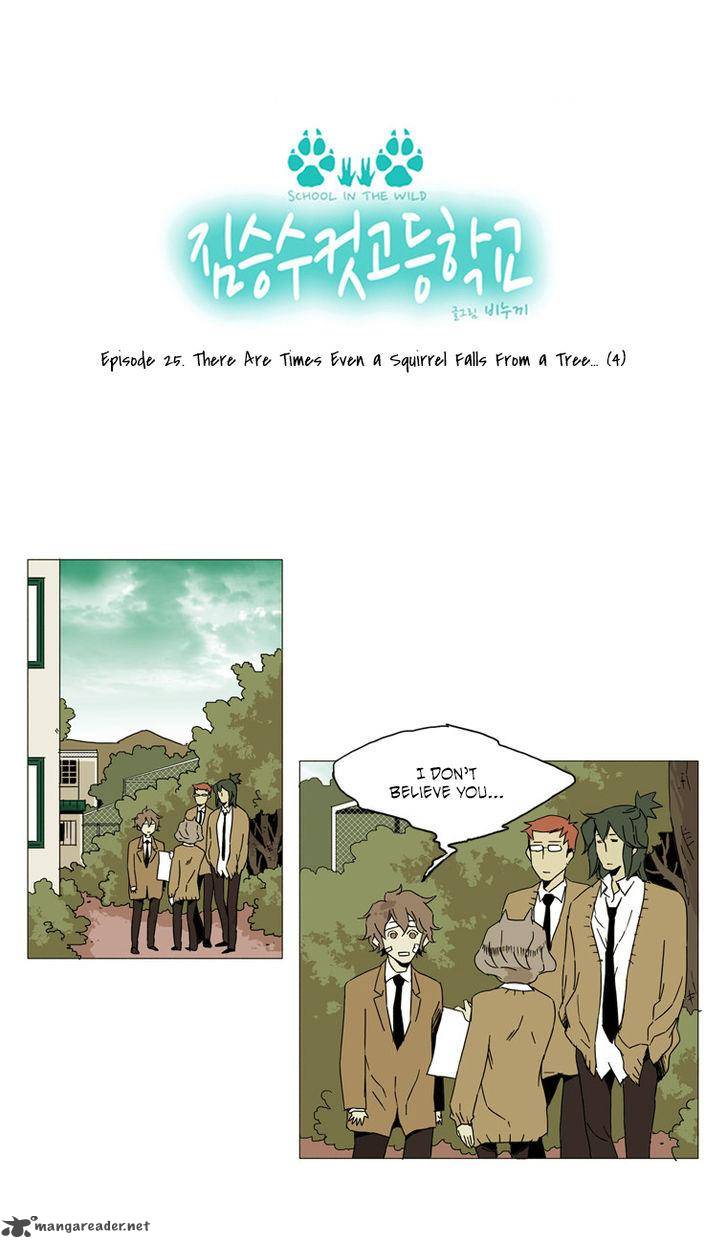 SCHOOL IN THE WILD
짐승수컷고등학교
글그림 비누끼
Episode 25. There Are Times Even a Squirrel Falls From a Tree... (4)
I DON'T
BELIEVE YOU...
mangareader.net